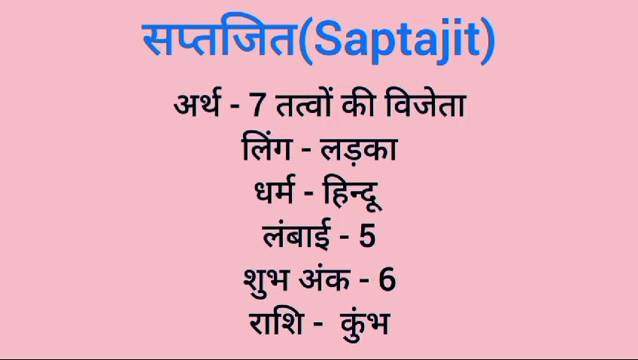 सप्तजित(Saptajit)
अर्थ - 7 तत्वों की विजेता
लिंग - लड़का
धर्म - हिन्दू
लंबाई - 5
शुभ अंक - 6
राशि - कुंभ